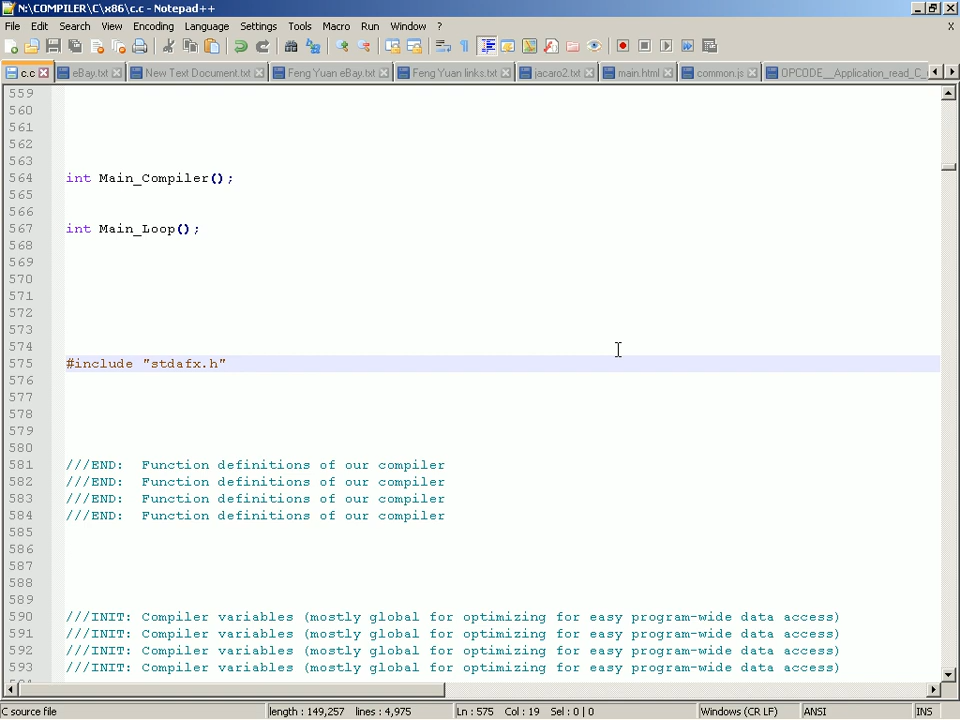 N:\COMPILER\C\x86\c.c - Notepad++
File Edit Search View Encoding Language Settings Tools Macro Run Window ? X
c.c eBay.txt New Text Document.txt Feng Yuan eBay.txt Feng Yuan links.txt jacaro2.txt main.html common.js OPCODE__Application_read_C_
559
560
561
562
563
564 int Main_Compiler();
565
566
567 int Main_Loop();
568
569
570
571
572
573
574
575 #include "stdafx.h"
576
577
578
579
580
581 ///END: Function definitions of our compiler
582 ///END: Function definitions of our compiler
583 ///END: Function definitions of our compiler
584 ///END: Function definitions of our compiler
585
586
587
588
589
590 ///INIT: Compiler variables (mostly global for optimizing for easy program-wide data access)
591 ///INIT: Compiler variables (mostly global for optimizing for easy program-wide data access)
592 ///INIT: Compiler variables (mostly global for optimizing for easy program-wide data access)
593 ///INIT: Compiler variables (mostly global for optimizing for easy program-wide data access)
C source file length : 149,257 lines : 4,975 Ln : 575 Col : 19 Sel : 0 | 0 Windows (CR LF) ANSI INS